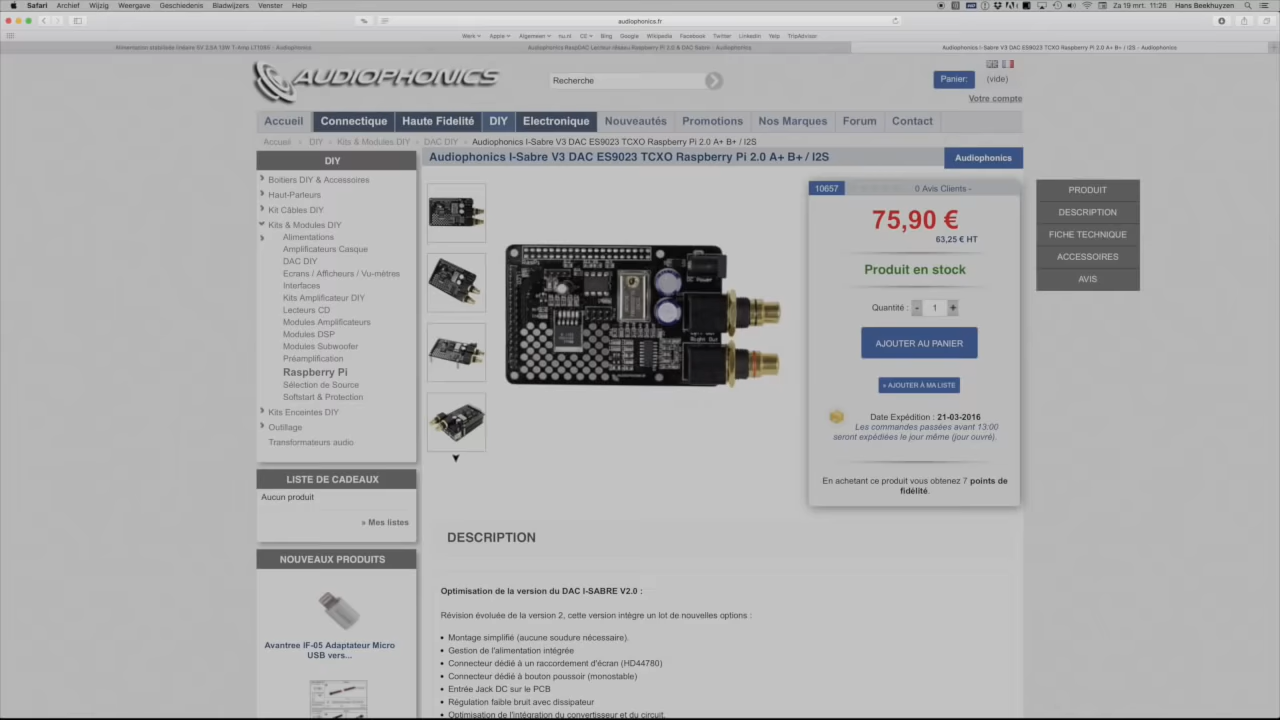 Safari Archief Wijzig Weergave Geschiedenis Bladwijzers Venster Help
Za 19 mrt. 11:26 Hans Beekhuyzen
audiophonics.fr
Werk Apple Algemeen nu.nl CE Bing Google Wikipedia Facebook Twitter LinkedIn Yelp TripAdvisor
Alimentation stabilisée linéaire 5V 2.5A 15W T-Amp LT1085 - Audiophonics
Audiophonics RaspDAC Lecteur réseau Raspberry Pi 2.0 & DAC Sabre - Audiophonics
Audiophonics I-Sabre V3 DAC ES9023 TCXO Raspberry Pi 2.0 A+ B+ / I2S - Audiophonics
AUDIOPHONICS
Recherche
Panier:
(vide)
Votre compte
Accueil Connectique Haute Fidelité DIY Electronique Nouveautés Promotions Nos Marques Forum Contact
Accueil > DIY > Kits & Modules DIY > DAC DIY > Audiophonics I-Sabre V3 DAC ES9023 TCXO Raspberry Pi 2.0 A+ B+ / I2S
DIY
Boitiers DIY & Accessoires
Haut-Parleurs
Kit Câbles DIY
Kits & Modules DIY
Alimentations
Amplificateurs Casque
DAC DIY
Ecrans / Afficheurs / Vu-mètres
Interfaces
Kits Amplificateur DIY
Lecteurs CD
Modules Amplificateurs
Modules DSP
Modules Subwoofer
Préamplification
Raspberry Pi
Sélection de Source
Softstart & Protection
Kits Enceintes DIY
Outillage
Transformateurs audio
LISTE DE CADEAUX
Aucun produit
» Mes listes
NOUVEAUX PRODUITS
Avantree IF-05 Adaptateur Micro
USB vers...
Audiophonics I-Sabre V3 DAC ES9023 TCXO Raspberry Pi 2.0 A+ B+ / I2S
Audiophonics
Power
Right Out
10657
0 Avis Clients -
75,90 €
63,25 € HT
Produit en stock
Quantité : - 1 +
AJOUTER AU PANIER
+ AJOUTER À MA LISTE
Date Expédition : 21-03-2016
Les commandes passées avant 13:00
seront expédiées le jour même (jour ouvré).
En achetant ce produit vous obtenez 7 points de
fidélité.
PRODUIT
DESCRIPTION
FICHE TECHNIQUE
ACCESSOIRES
AVIS
DESCRIPTION
Optimisation de la version du DAC I-SABRE V2.0 :
Révision évoluée de la version 2, cette version intègre un lot de nouvelles options :
• Montage simplifié (aucune soudure nécessaire).
• Gestion de l'alimentation intégrée
• Connecteur dédié à un raccordement d'écran (HD44780)
• Connecteur dédié à bouton poussoir (monostable)
• Entrée Jack DC sur le PCB
• Régulation faible bruit avec dissipateur
• Optimisation de l'intégration du convertisseur et du circuit.